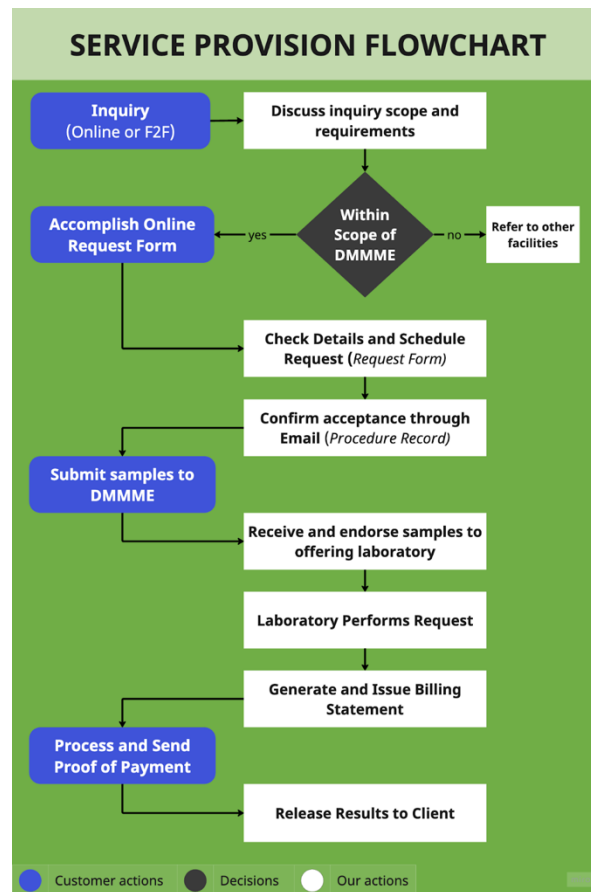 SERVICE PROVISION FLOWCHART
Inquiry
(Online or F2F)
Discuss inquiry scope and
requirements
Within
Scope of
DMMME
yes
no
Accomplish Online
Request Form
Refer to other
facilities
Check Details and Schedule
Request (Request Form)
Confirm acceptance through
Email (Procedure Record)
Submit samples to
DMMME
Receive and endorse samples to
offering laboratory
Laboratory Performs Request
Generate and Issue Billing
Statement
Process and Send
Proof of Payment
Release Results to Client
Customer actions
Decisions
Our actions